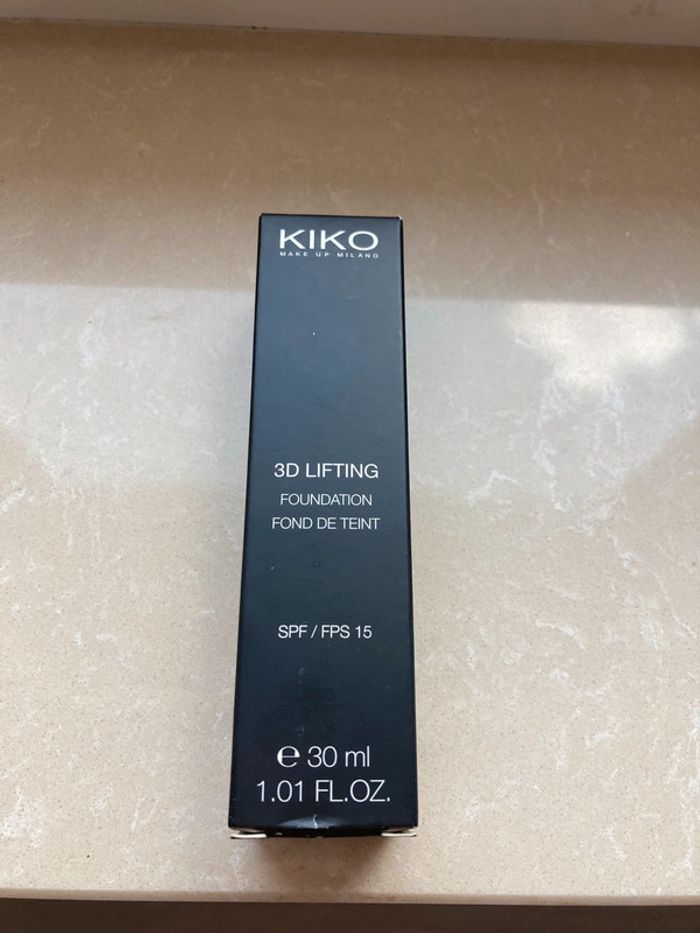 KIKO
MAKE UP MILANO
3D LIFTING
FOUNDATION
FOND DE TEINT
SPF / FPS 15
℮ 30 ml
1.01 FL.OZ.